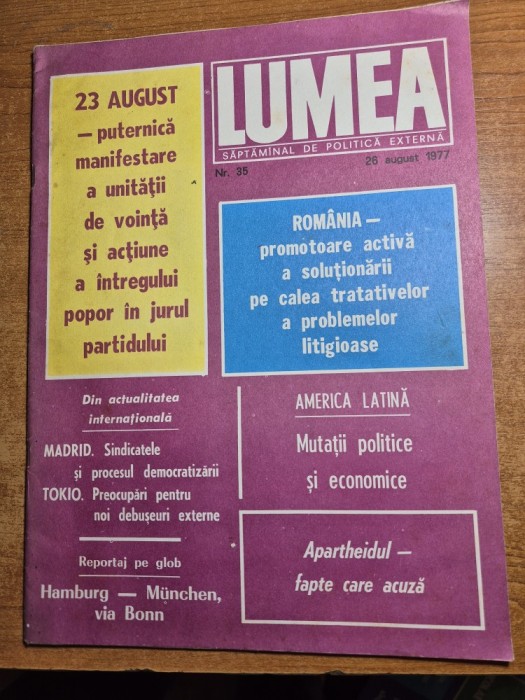 LUMEA
SĂPTĂMÎNAL DE POLITICĂ EXTERNĂ
Nr. 35
26 august 1977
23 AUGUST
— puternică
manifestare
a unității
de voință
și acțiune
a întregului
popor în jurul
partidului
ROMÂNIA —
promotoare activă
a soluționării
pe calea tratativelor
a problemelor
litigioase
Din actualitatea
internațională
MADRID. Sindicatele
și procesul democratizării
TOKIO. Preocupări pentru
noi debușeuri externe
AMERICA LATINĂ
Mutații politice
și economice
Reportaj pe glob
Hamburg — München,
via Bonn
Apartheidul —
fapte care acuză